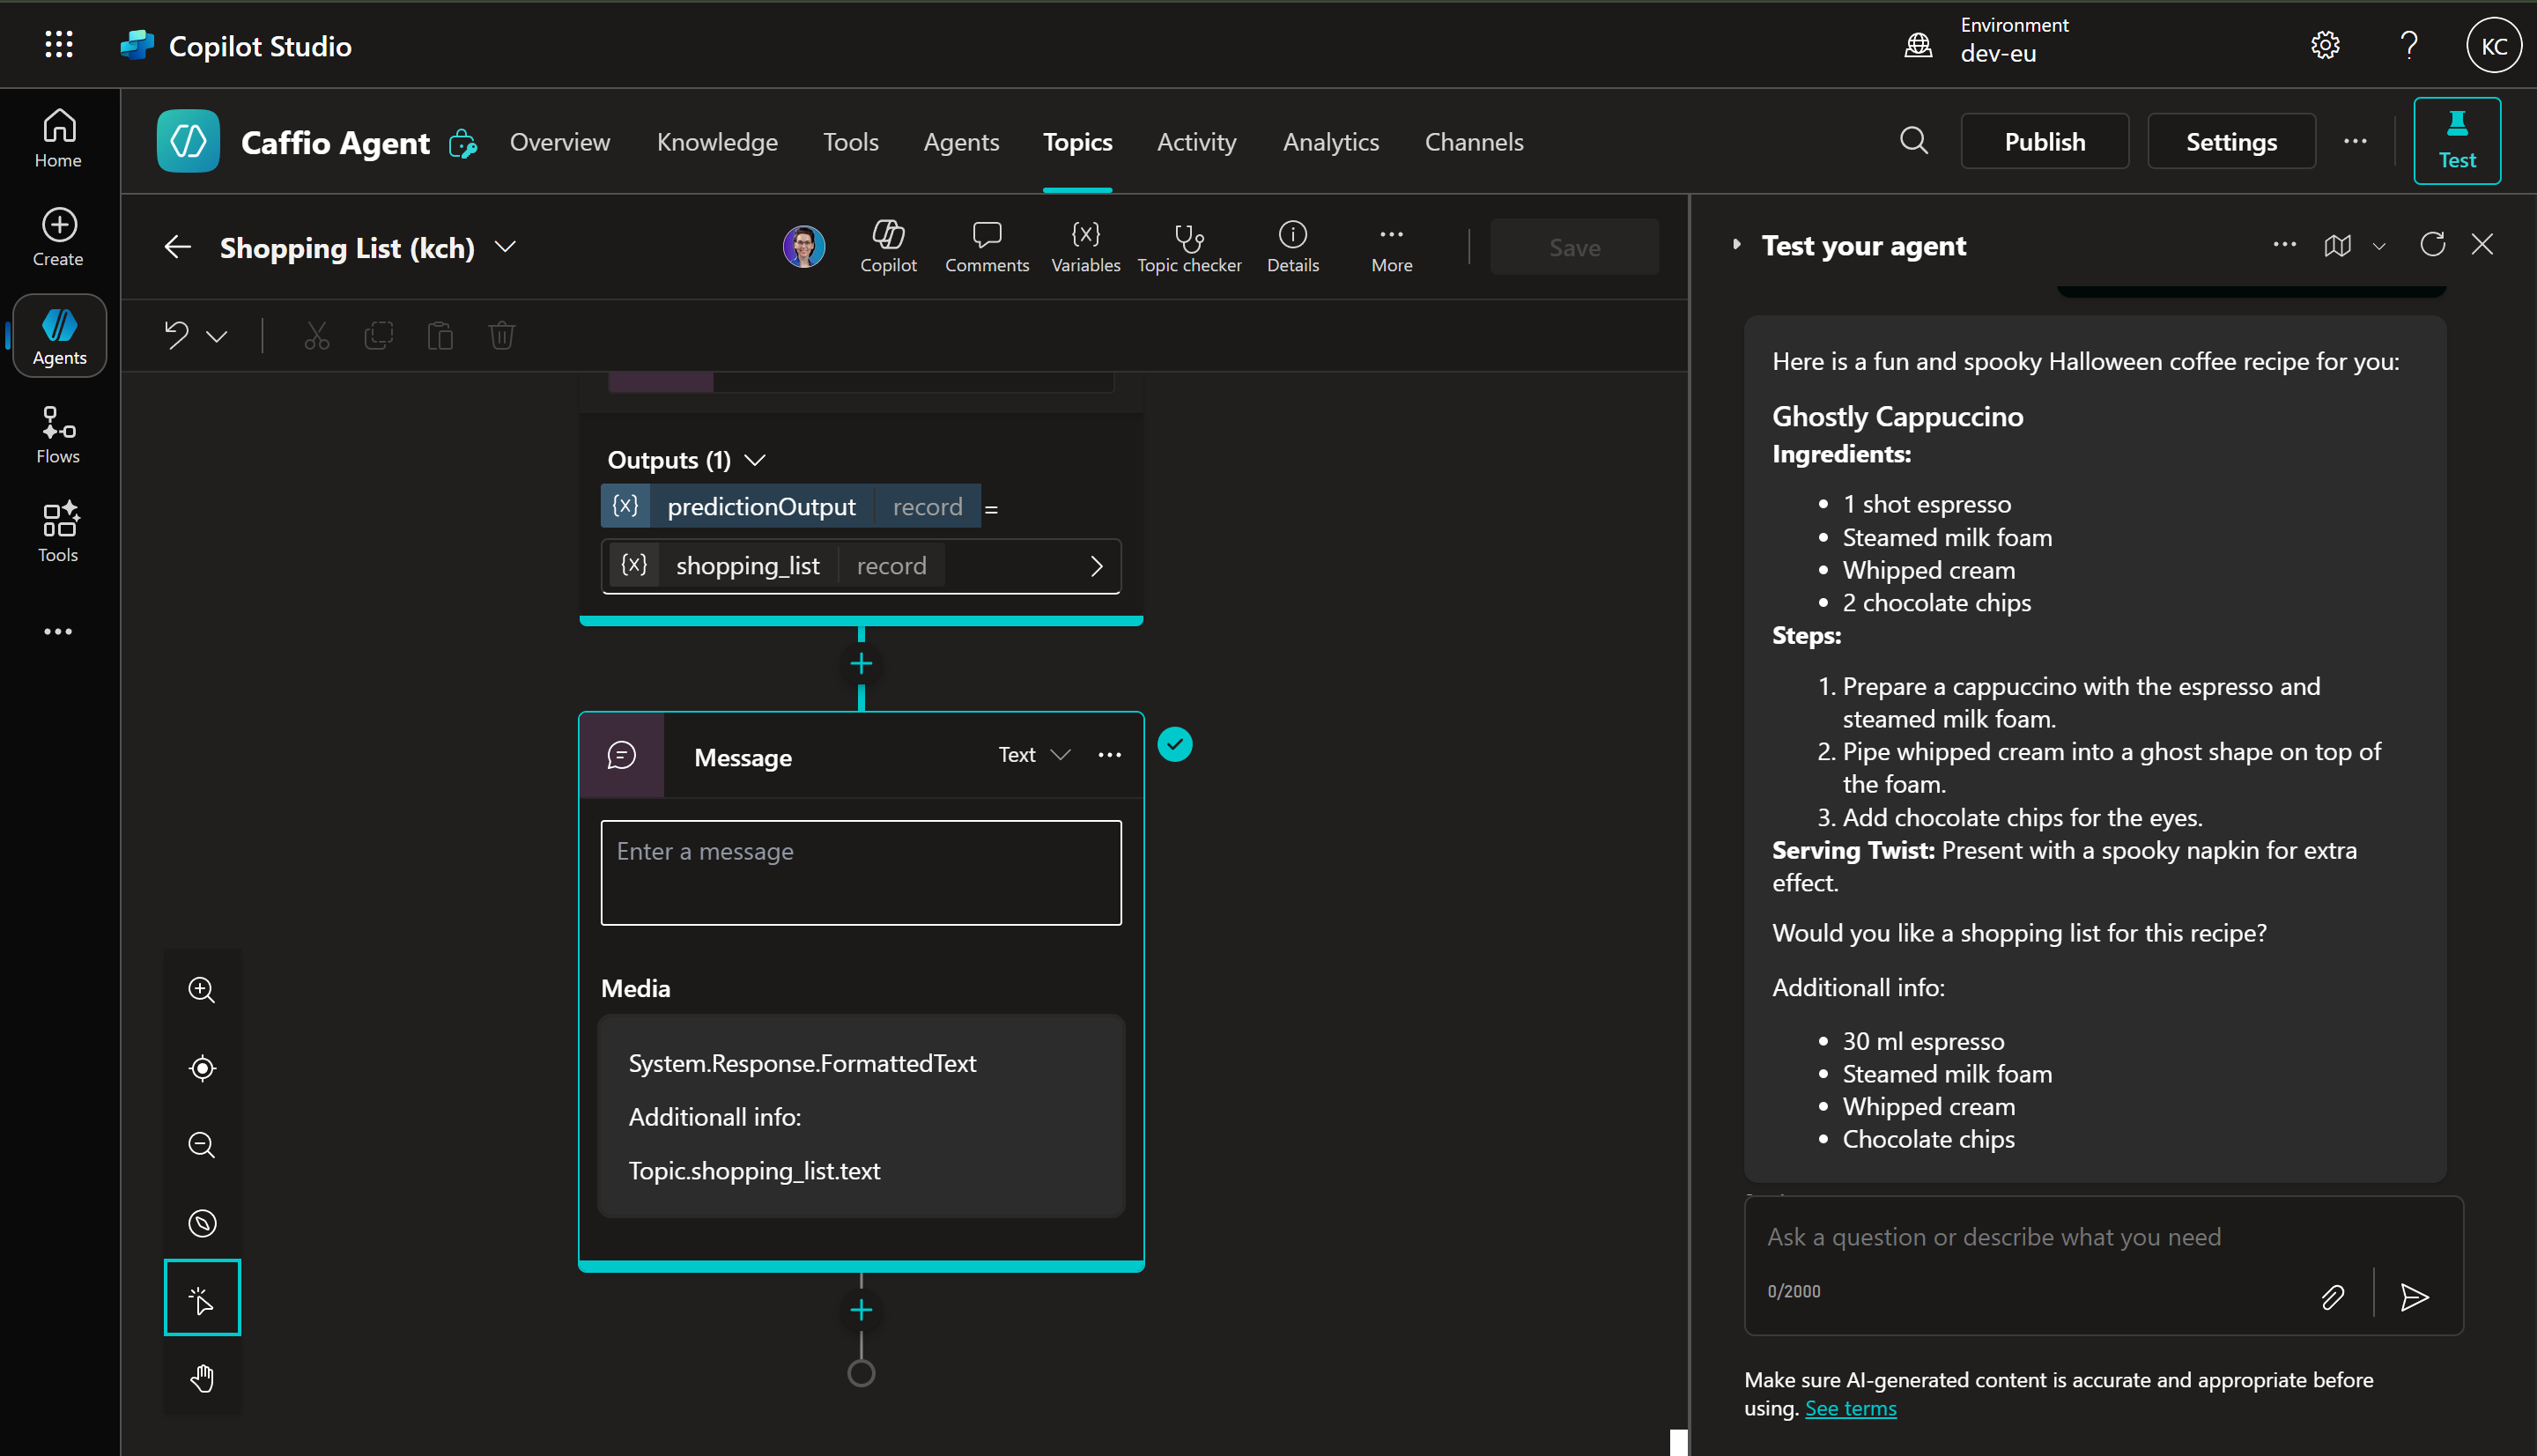 Copilot Studio
Environment
dev-eu
KC
Home
Create
Agents
Flows
Tools
Caffio Agent
Overview
Knowledge
Tools
Agents
Topics
Activity
Analytics
Channels
Publish
Settings
Test
Shopping List (kch)
Copilot
Comments
Variables
Topic checker
Details
More
Save
Outputs (1)
{x} predictionOutput record =
{x} shopping_list record
Message
Text
Enter a message
Media
System.Response.FormattedText
Additionall info:
Topic.shopping_list.text
Test your agent
Here is a fun and spooky Halloween coffee recipe for you:
Ghostly Cappuccino
Ingredients:
• 1 shot espresso
• Steamed milk foam
• Whipped cream
• 2 chocolate chips
Steps:
1. Prepare a cappuccino with the espresso and
steamed milk foam.
2. Pipe whipped cream into a ghost shape on top of
the foam.
3. Add chocolate chips for the eyes.
Serving Twist: Present with a spooky napkin for extra
effect.
Would you like a shopping list for this recipe?
Additionall info:
• 30 ml espresso
• Steamed milk foam
• Whipped cream
• Chocolate chips
Ask a question or describe what you need
0/2000
Make sure AI-generated content is accurate and appropriate before
using. See terms